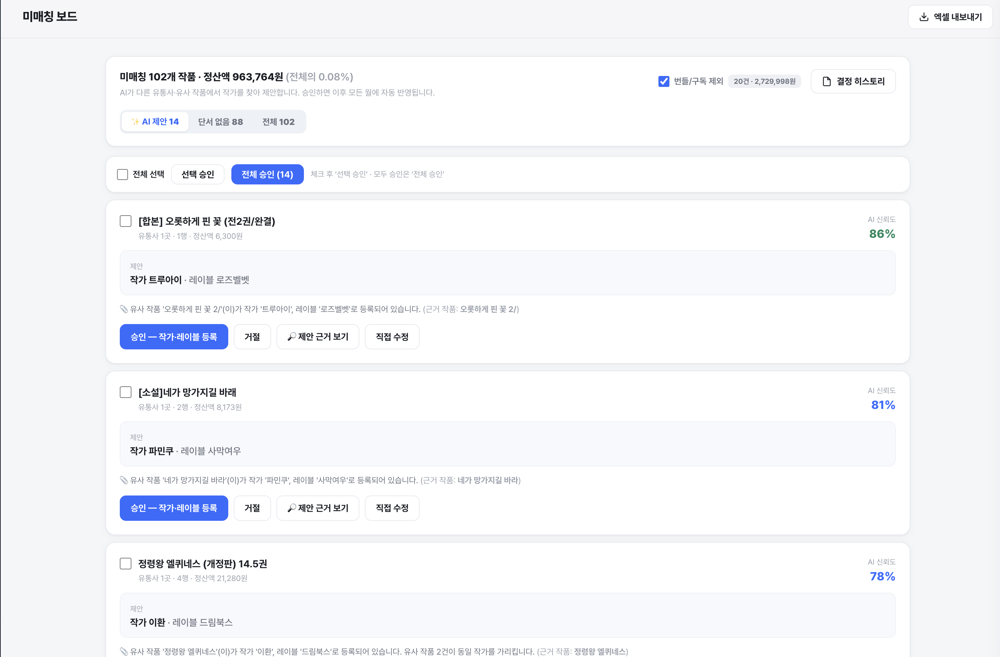 미매칭 보드
엑셀 내보내기
미매칭 102개 작품 · 정산액 963,764원 (전체의 0.08%)
번들/구독 제외 20건 · 2,729,998원
결정 히스토리
AI가 다른 유통사·유사 작품에서 작가를 찾아 제안합니다. 승인하면 이후 모든 월에 자동 반영됩니다.
✨ AI 제안 14 단서 없음 88 전체 102
전체 선택 선택 승인 전체 승인 (14) 체크 후 ‘선택 승인’ · 모두 승인은 ‘전체 승인’
[합본] 오롯하게 핀 꽃 (전2권/완결)
유통사 1곳 · 1행 · 정산액 6,300원
AI 신뢰도
86%
제안
작가 트루아이 · 레이블 로즈벨벳
📎 유사 작품 '오롯하게 핀 꽃 2/'(이)가 작가 '트루아이', 레이블 '로즈벨벳'로 등록되어 있습니다. (근거 작품: 오롯하게 핀 꽃 2/)
승인 — 작가·레이블 등록 거절 🔎 제안 근거 보기 직접 수정
[소설]네가 망가지길 바래
유통사 1곳 · 2행 · 정산액 8,173원
AI 신뢰도
81%
제안
작가 파민쿠 · 레이블 사막여우
📎 유사 작품 '네가 망가지길 바라'(이)가 작가 '파민쿠', 레이블 '사막여우'로 등록되어 있습니다. (근거 작품: 네가 망가지길 바라)
승인 — 작가·레이블 등록 거절 🔎 제안 근거 보기 직접 수정
정령왕 엘퀴네스 (개정판) 14.5권
유통사 1곳 · 4행 · 정산액 21,280원
AI 신뢰도
78%
제안
작가 이환 · 레이블 드림북스
📎 유사 작품 '정령왕 엘퀴네스'(이)가 작가 '이환', 레이블 '드림북스'로 등록되어 있습니다. 유사 작품 2건이 동일 작가를 가리킵니다. (근거 작품: 정령왕 엘퀴네스)